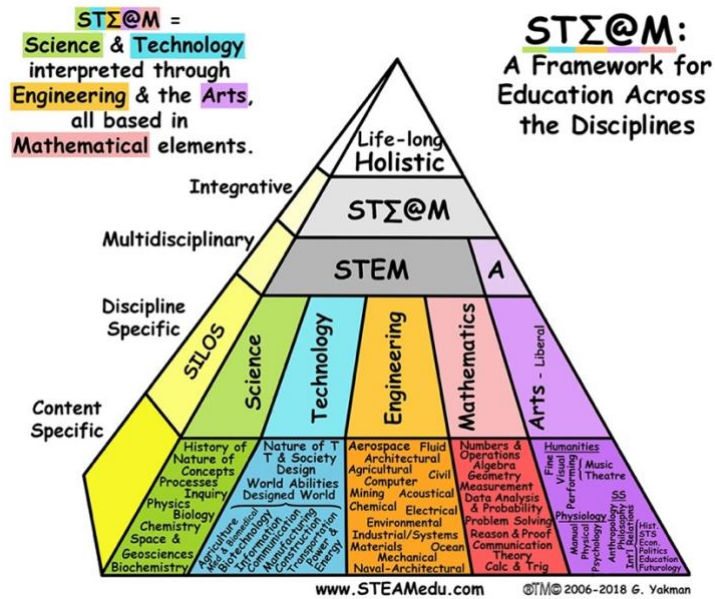 STΣ@M =
Science & Technology
interpreted through
Engineering & the Arts,
all based in
Mathematical elements.
STΣ@M:
A Framework for
Education Across
the Disciplines
Life-long
Holistic
Integrative
STΣ@M
Multidisciplinary
STEM
A
Discipline
Specific
SILOS
Science
Technology
Engineering
Mathematics
Arts - Liberal
Content
Specific
History of
Nature of
Concepts
Processes
Inquiry
Physics
Biology
Chemistry
Space &
Geosciences
Biochemistry
Nature of T
T & Society
Design
World Abilities
Designed World
Agriculture
Med & Biomedical
Biotechnology
Information
Communication
Manufacturing
Construction
Transportation
Power &
Energy
Aerospace Fluid
Architectural
Agricultural Civil
Computer
Mining Acoustical
Chemical Electrical
Environmental
Industrial/Systems
Materials Ocean
Mechanical
Naval-Architectural
Numbers &
Operations
Algebra
Geometry
Measurement
Data Analysis
& Probability
Problem Solving
Reason & Proof
Communication
Theory
Calc & Trig
Humanities
Fine
Visual
Performing
Music
Theatre
Physiology
SS
Manual
Physical
Psychology
Anthropology
Philosophy
Int'l Relations
Hist.
STS
Econ.
Politics
Education
Futurology
www.STEAMedu.com
®TM© 2006-2018 G. Yakman